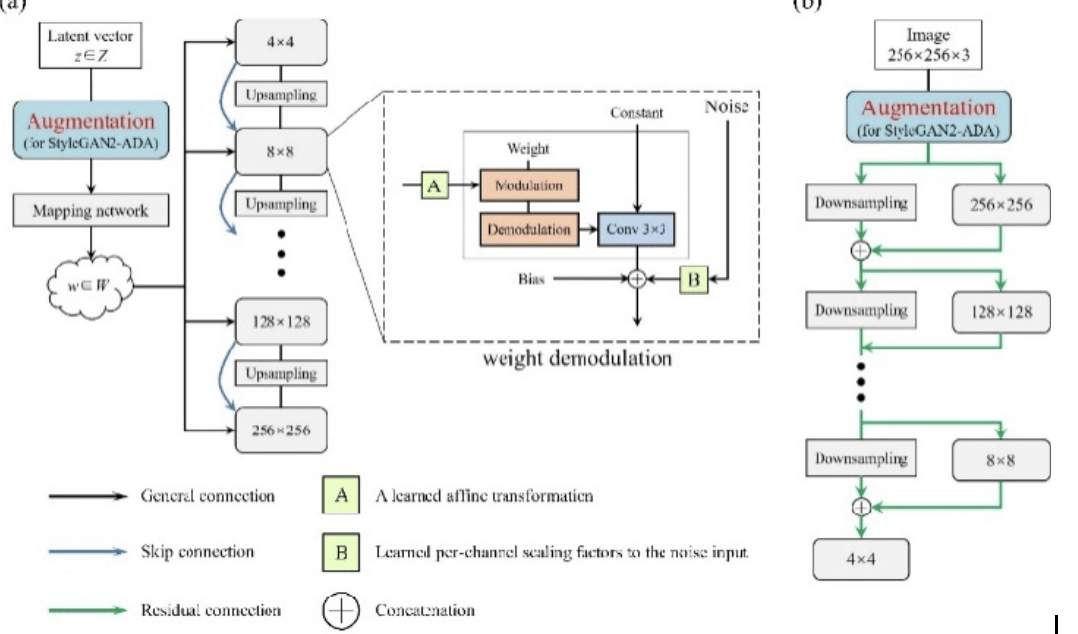 (a)
Latent vector
z∈Z
Augmentation
(for StyleGAN2-ADA)
Mapping network
w∈W
4×4
Upsampling
8×8
Upsampling
128×128
Upsampling
256×256
Constant
Noise
Weight
A
Modulation
Demodulation
Conv 3×3
Bias
B
weight demodulation
General connection
Skip connection
Residual connection
A
A learned affine transformation
B
Learned per-channel scaling factors to the noise input
Concatenation
(b)
Image
256×256×3
Augmentation
(for StyleGAN2-ADA)
Downsampling
256×256
Downsampling
128×128
Downsampling
8×8
4×4